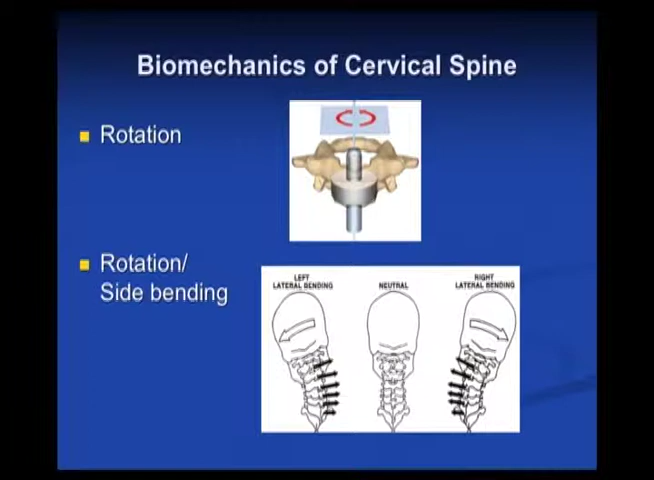 Biomechanics of Cervical Spine
Rotation
Rotation/
Side bending
LEFT
LATERAL BENDING
NEUTRAL
RIGHT
LATERAL BENDING